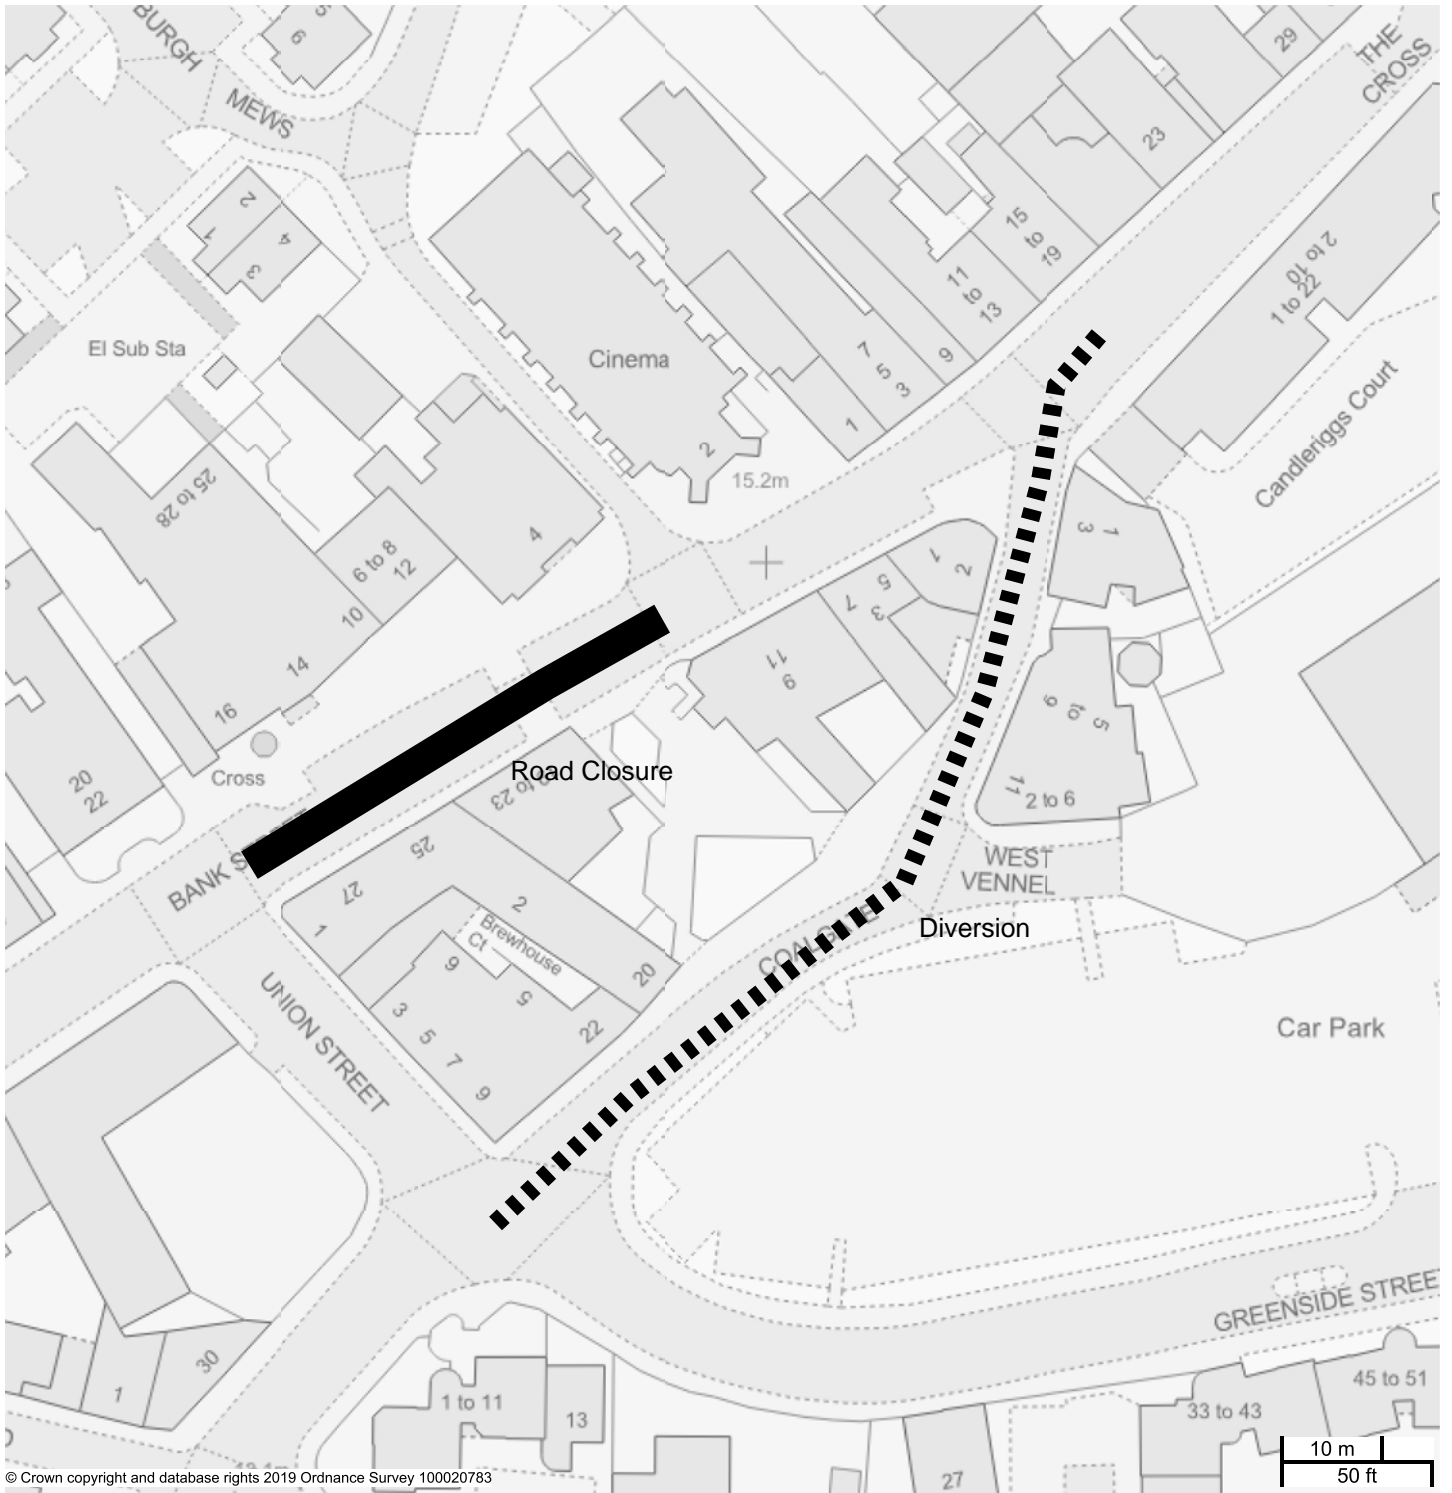 BURGH
MEWS
THE
CROSS
5
6
29
23
2
1
4
3
15
to
19
11
to
13
2 to 10
1 to 22
El Sub Sta
Cinema
7
5
3
9
1
2
15.2m
Candleriggs Court
25 to 28
6 to 8
12
4
10
14
16
20
22
Cross
1
2
5
7
3
11
9
1
3
5
to
9
11
2 to 6
Road Closure
BANK S
25
27
1
2
Brewhouse
Ct
9
5
3
5
7
9
20
22
WEST
VENNEL
Diversion
COALGATE
UNION STREET
Car Park
GREENSIDE STREE
30
1
1 to 11
13
45 to 51
33 to 43
27
10 m
50 ft
© Crown copyright and database rights 2019 Ordnance Survey 100020783